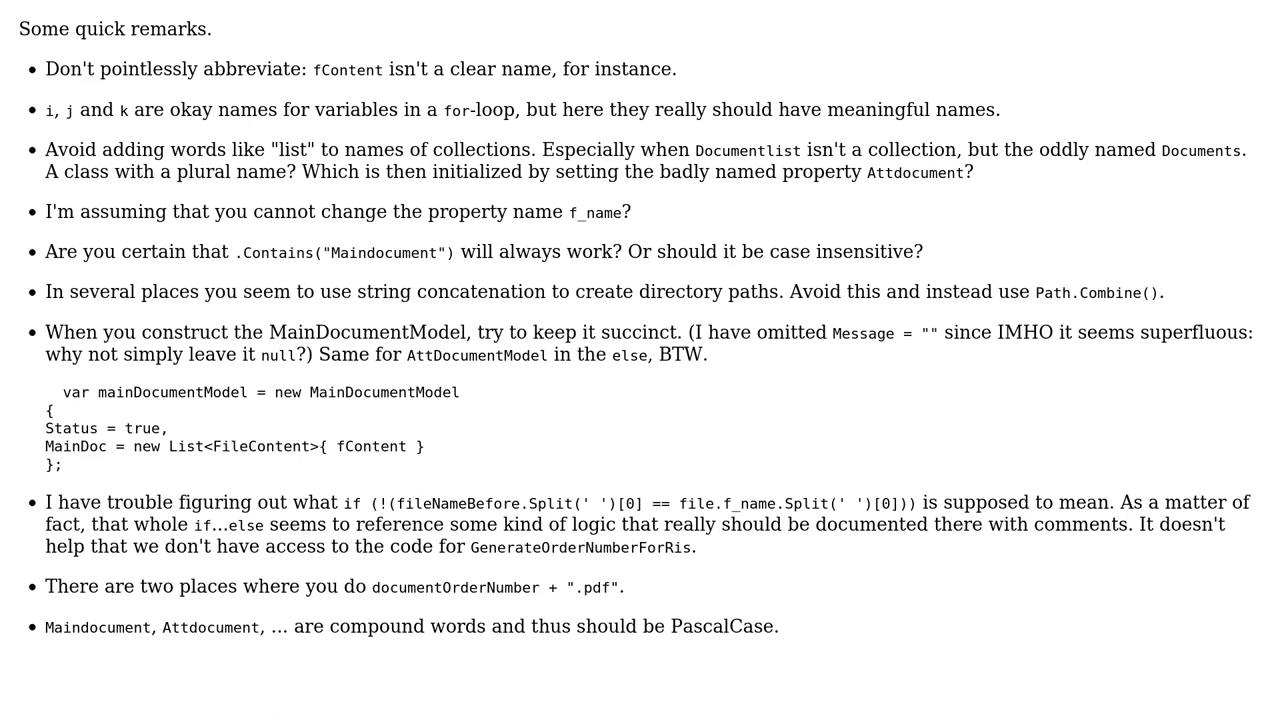 Some quick remarks.
• Don't pointlessly abbreviate: fContent isn't a clear name, for instance.
• i, j and k are okay names for variables in a for-loop, but here they really should have meaningful names.
• Avoid adding words like "list" to names of collections. Especially when Documentlist isn't a collection, but the oddly named Documents.
A class with a plural name? Which is then initialized by setting the badly named property Attdocument?
• I'm assuming that you cannot change the property name f_name?
• Are you certain that .Contains("Maindocument") will always work? Or should it be case insensitive?
• In several places you seem to use string concatenation to create directory paths. Avoid this and instead use Path.Combine().
• When you construct the MainDocumentModel, try to keep it succinct. (I have omitted Message = "" since IMHO it seems superfluous:
why not simply leave it null?) Same for AttDocumentModel in the else, BTW.
  var mainDocumentModel = new MainDocumentModel
{
Status = true,
MainDoc = new List<FileContent>{ fContent }
};
• I have trouble figuring out what if (!(fileNameBefore.Split(' ')[0] == file.f_name.Split(' ')[0])) is supposed to mean. As a matter of
fact, that whole if...else seems to reference some kind of logic that really should be documented there with comments. It doesn't
help that we don't have access to the code for GenerateOrderNumberForRis.
• There are two places where you do documentOrderNumber + ".pdf".
• Maindocument, Attdocument, ... are compound words and thus should be PascalCase.